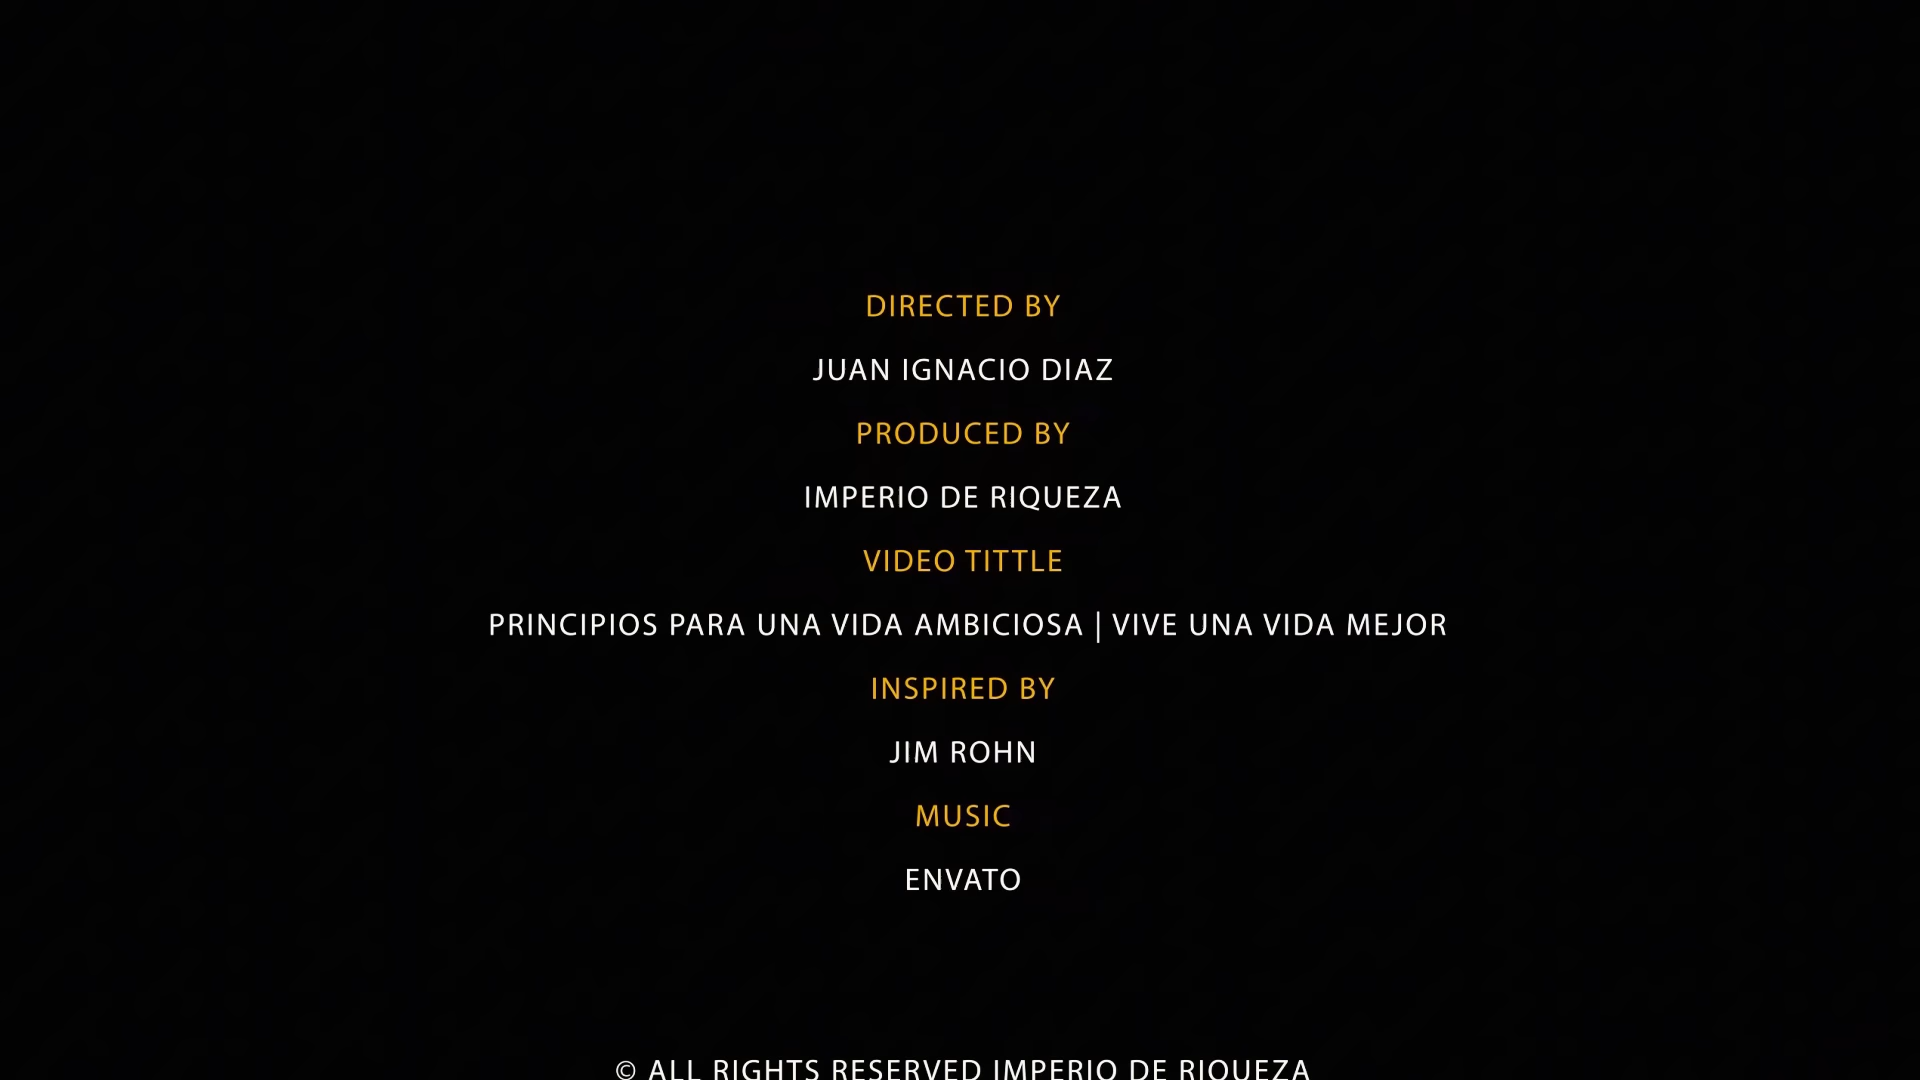 DIRECTED BY
JUAN IGNACIO DIAZ
PRODUCED BY
IMPERIO DE RIQUEZA
VIDEO TITTLE
PRINCIPIOS PARA UNA VIDA AMBICIOSA | VIVE UNA VIDA MEJOR
INSPIRED BY
JIM ROHN
MUSIC
ENVATO
© ALL RIGHTS RESERVED IMPERIO DE RIQUEZA